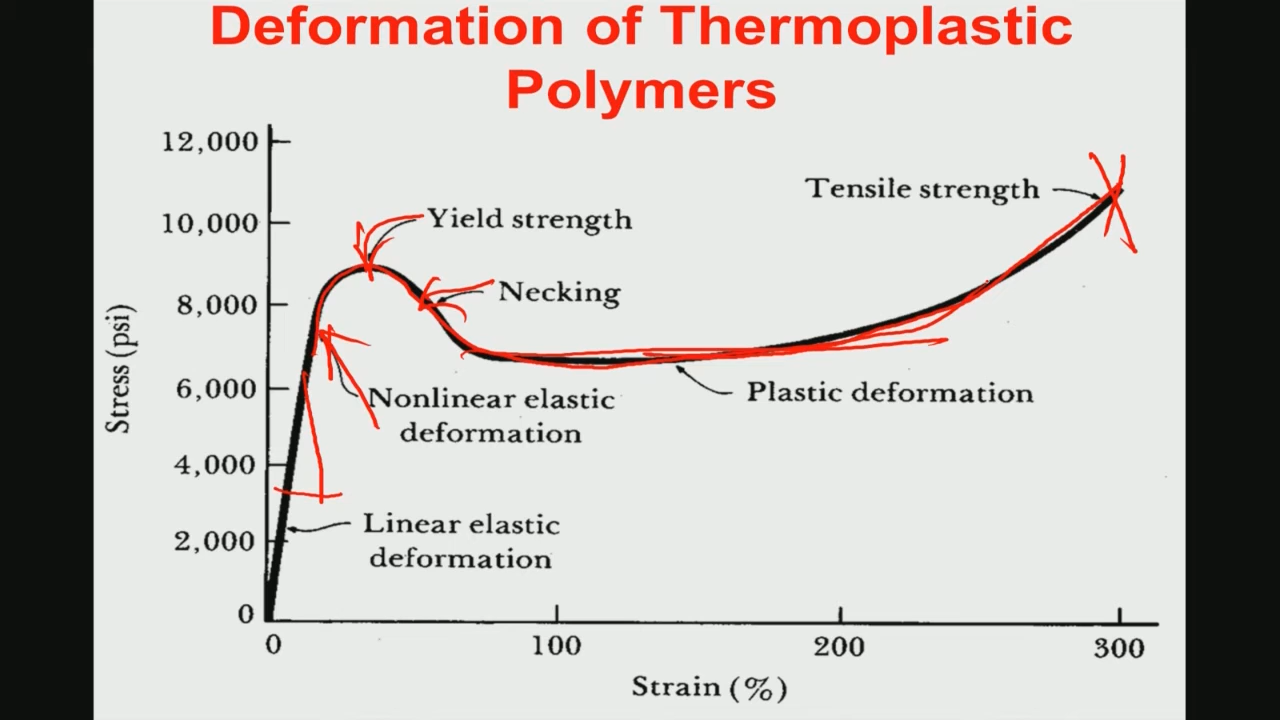 Deformation of Thermoplastic
Polymers
12,000
10,000
8,000
6,000
4,000
2,000
0
Stress (psi)
Yield strength
Necking
Tensile strength
Nonlinear elastic
deformation
Plastic deformation
Linear elastic
deformation
0
100
200
300
Strain (%)